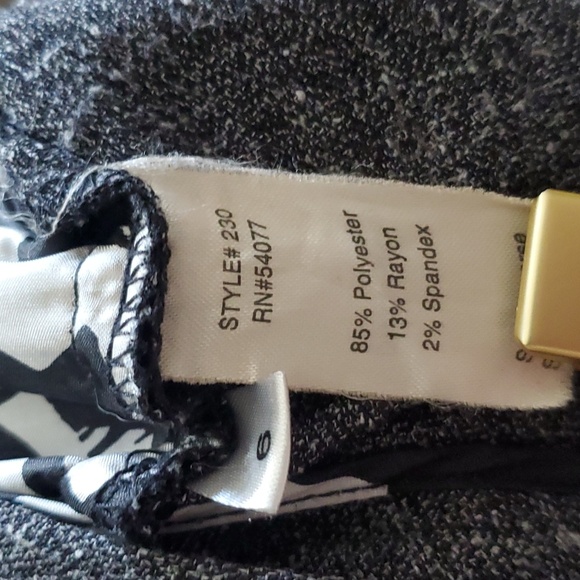 STYLE# 230
RN#54077
85% Polyester
13% Rayon
2% Spandex
6